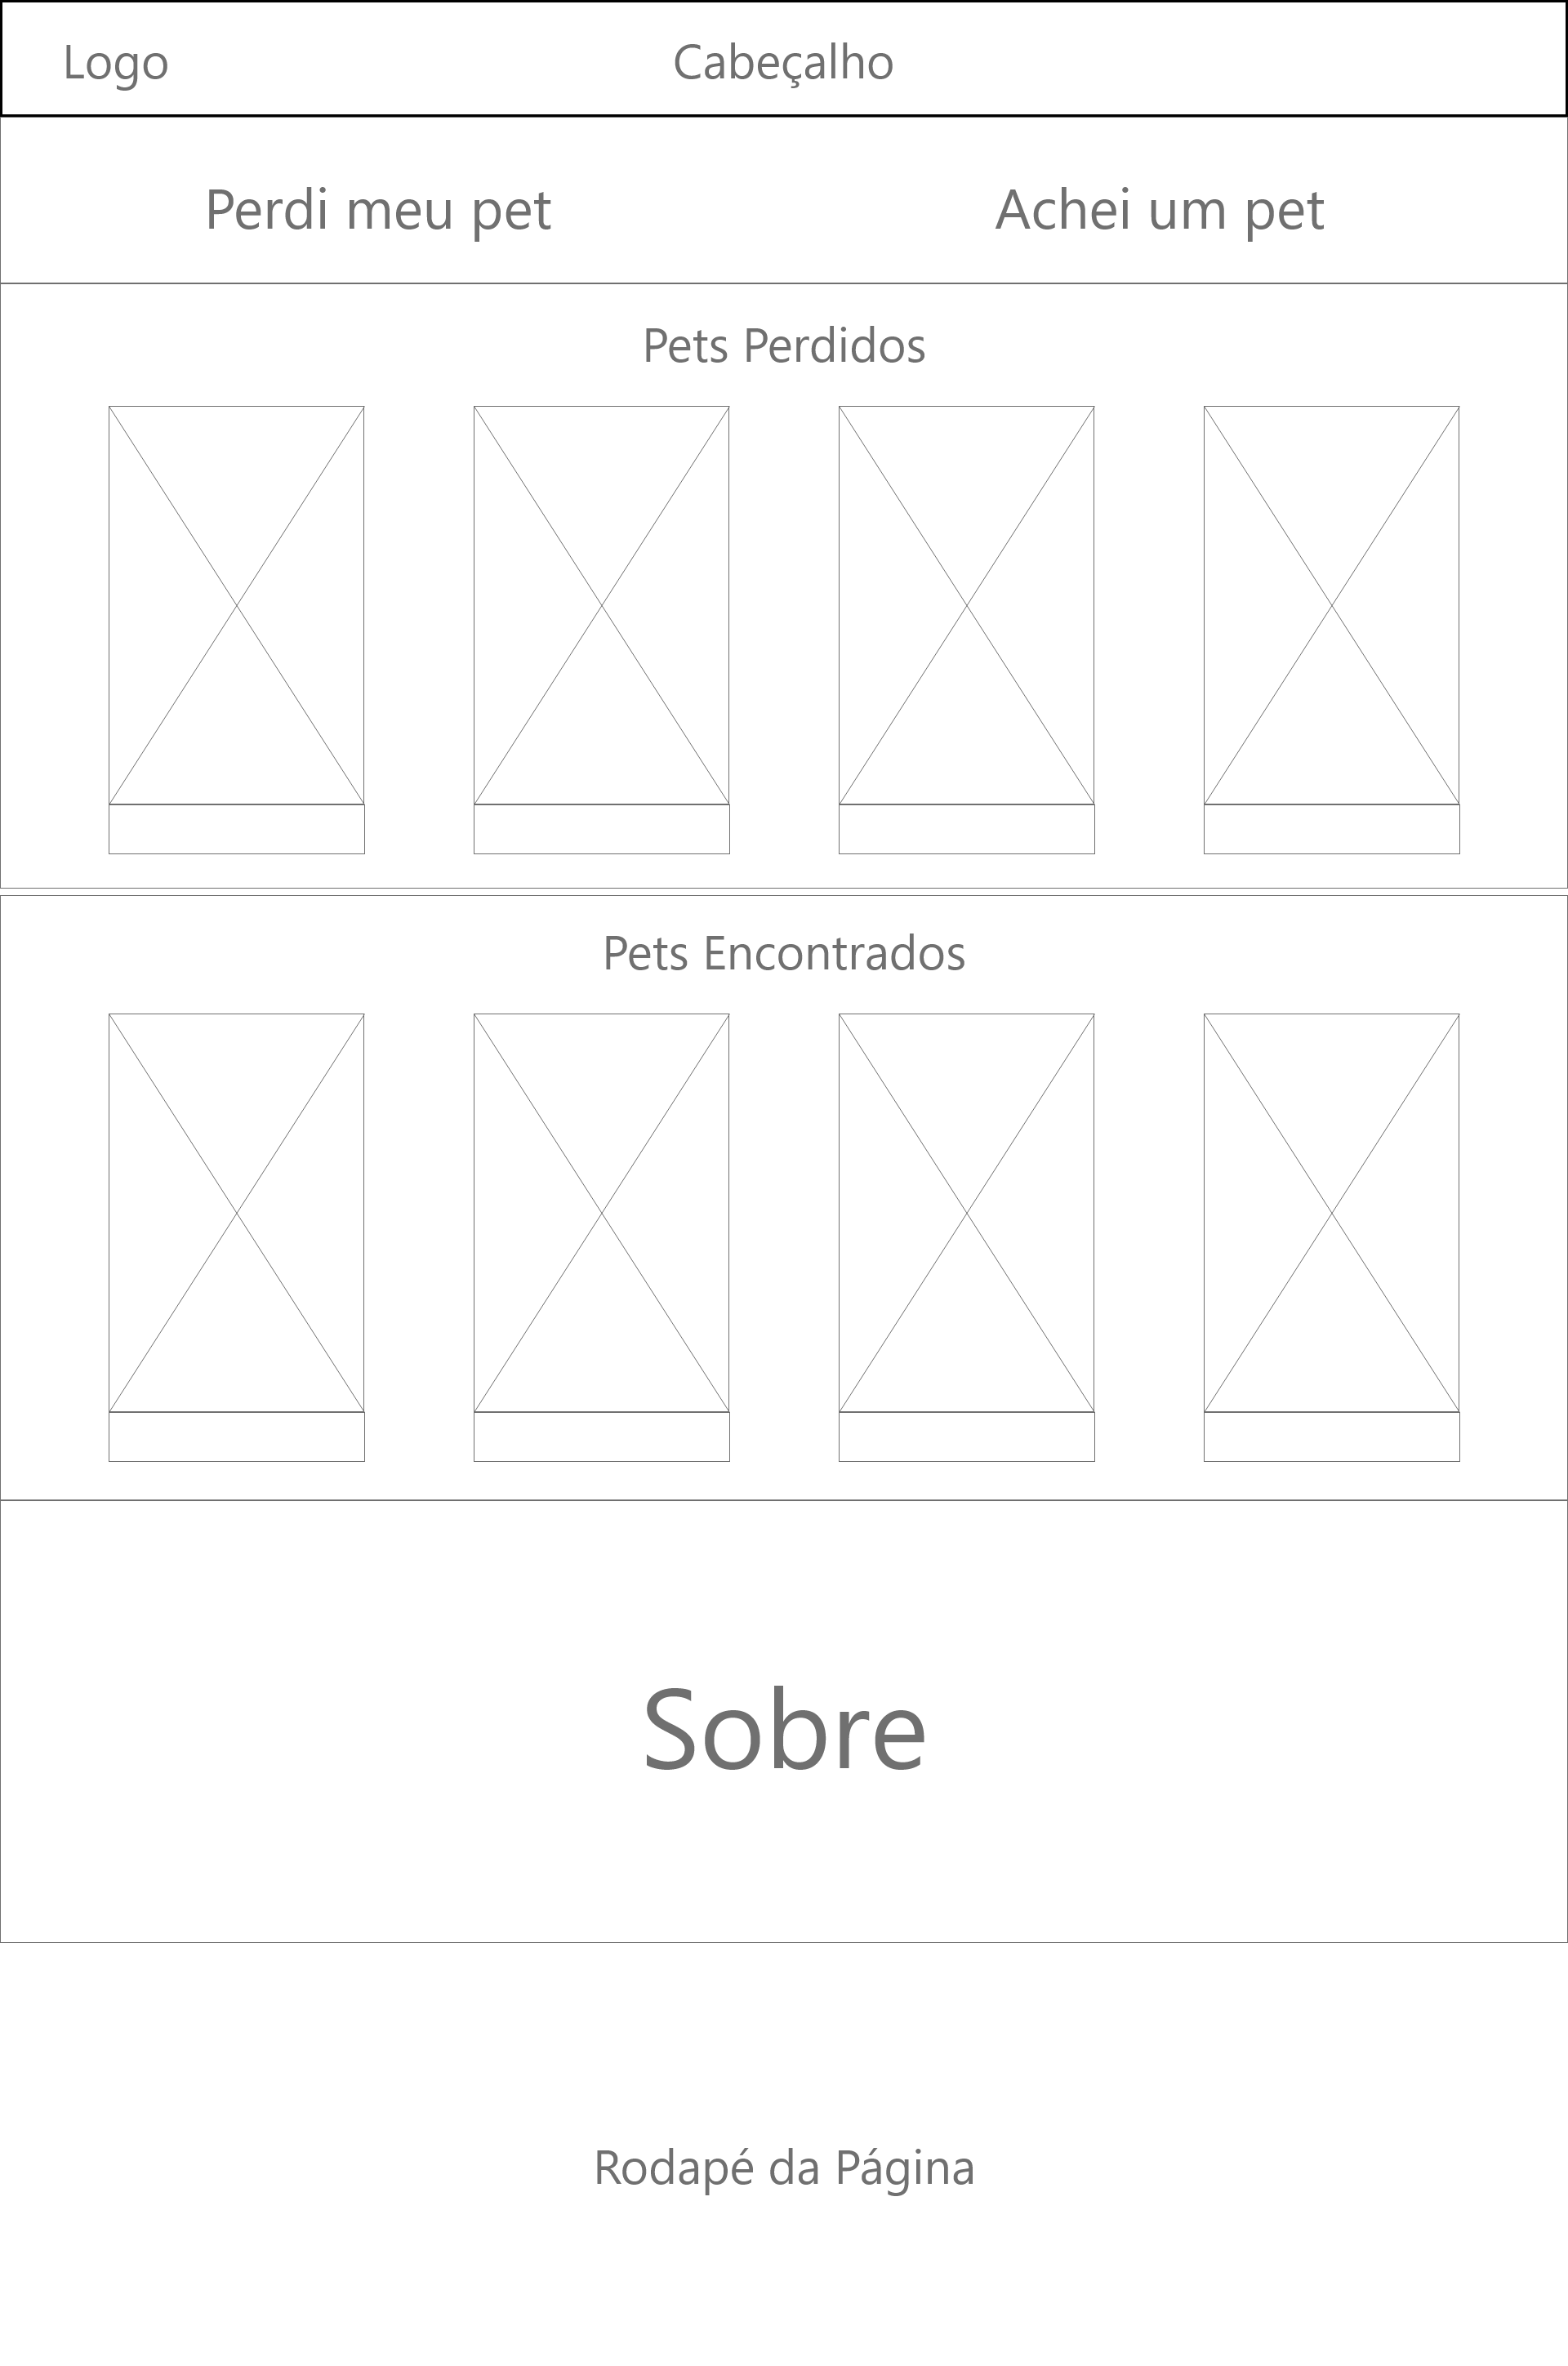 Logo
Cabeçalho
Perdi meu pet
Achei um pet
Pets Perdidos
Pets Encontrados
Sobre
Rodapé da Página